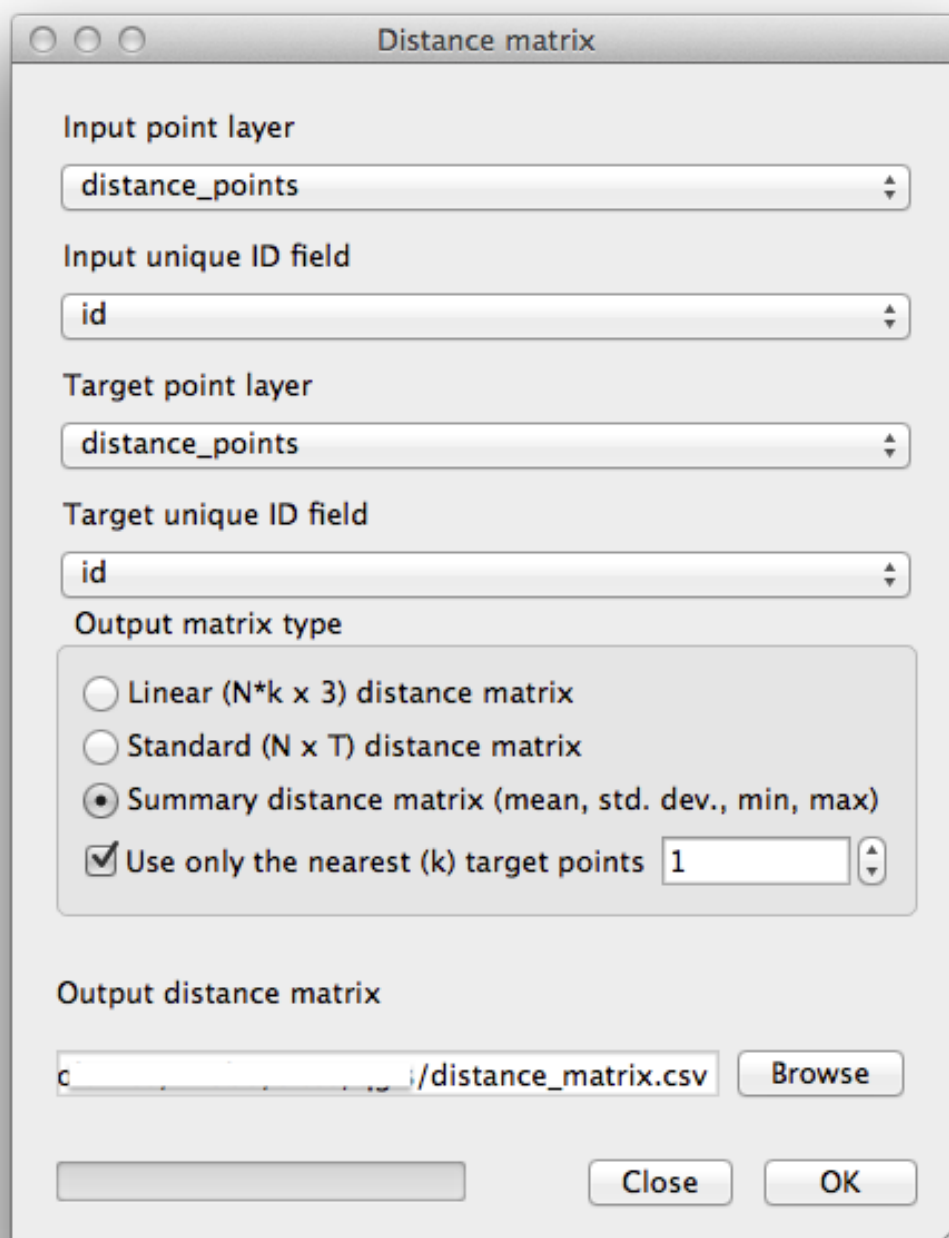 Distance matrix
Input point layer
distance_points
Input unique ID field
id
Target point layer
distance_points
Target unique ID field
id
Output matrix type
Linear (N*k x 3) distance matrix
Standard (N x T) distance matrix
Summary distance matrix (mean, std. dev., min, max)
Use only the nearest (k) target points 1
Output distance matrix
/distance_matrix.csv Browse
Close OK